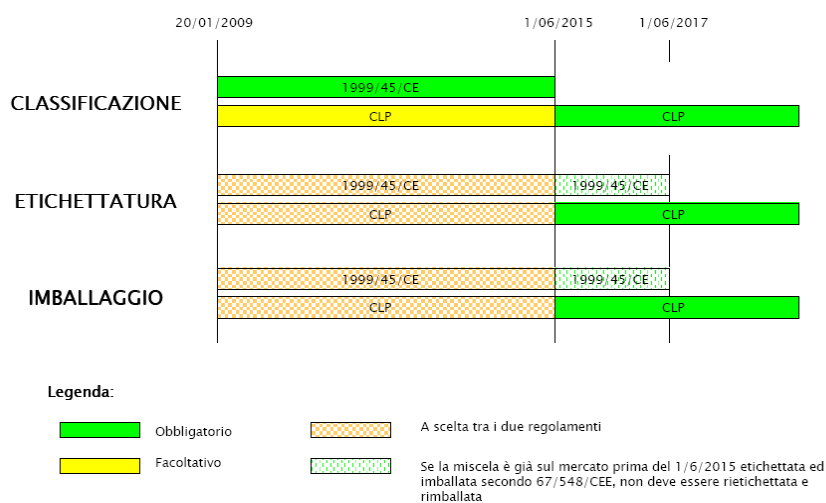 20/01/2009 1/06/2015 1/06/2017
1999/45/CE
CLASSIFICAZIONE
CLP CLP
1999/45/CE 1999/45/CE
ETICHETTATURA
CLP CLP
1999/45/CE 1999/45/CE
IMBALLAGGIO
CLP CLP
Legenda:
Obbligatorio
A scelta tra i due regolamenti
Facoltativo
Se la miscela è già sul mercato prima del 1/6/2015 etichettata ed
imballata secondo 67/548/CEE, non deve essere rietichettata e
rimballata